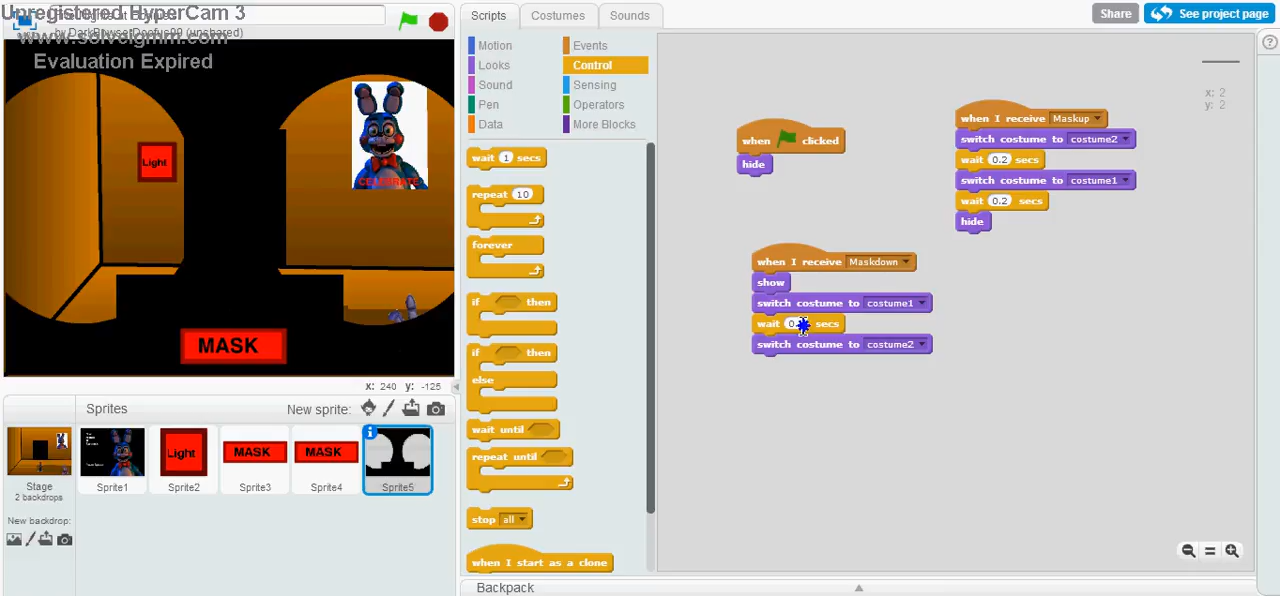 Unregistered HyperCam 3
www.solveigmm.com
Evaluation Expired
by DarkBowserDoofus99 (unshared)
Light
CELEBRATE
MASK
x: 240 y: -125
Sprites
New sprite:
Stage
2 backdrops
New backdrop:
Sprite1
Light
Sprite2
MASK
Sprite3
MASK
Sprite4
Sprite5
Scripts
Costumes
Sounds
Share
See project page
Motion
Looks
Sound
Pen
Data
Events
Control
Sensing
Operators
More Blocks
wait 1 secs
repeat 10
forever
if then
if then
else
wait until
repeat until
stop all
when I start as a clone
when clicked
hide
when I receive Maskdown
show
switch costume to costume1
wait 0. secs
switch costume to costume2
when I receive Maskup
switch costume to costume2
wait 0.2 secs
switch costume to costume1
wait 0.2 secs
hide
x: 2
y: 2
Backpack